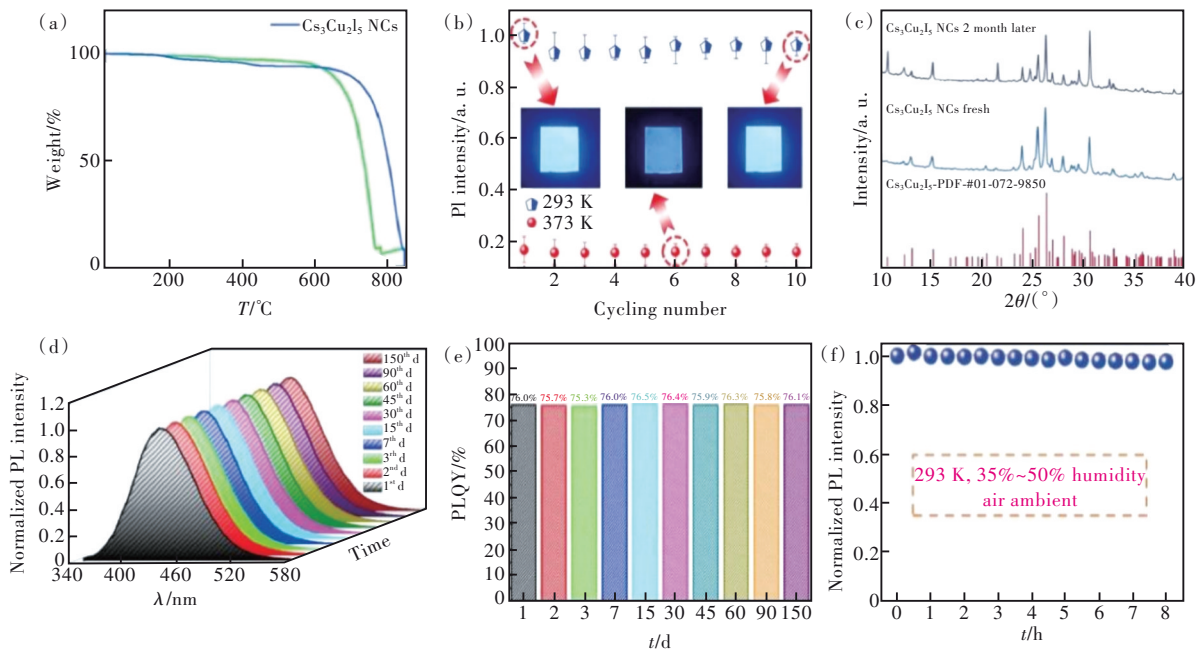 (a)
Cs₃Cu₂I₅ NCs
Weight/%
100
50
0
200
400
600
800
T/℃
(b)
Pl intensity/a. u.
1.0
0.8
0.6
0.4
0.2
293 K
373 K
2
4
6
8
10
Cycling number
(c)
Intensity/a. u.
Cs₃Cu₂I₅ NCs 2 month later
Cs₃Cu₂I₅ NCs fresh
Cs₃Cu₂I₅-PDF-#01-072-9850
10
15
20
25
30
35
40
2θ/(°)
(d)
Normalized PL intensity
1.2
1.0
0.8
0.6
0.4
0.2
0
150ᵗʰ d
90ᵗʰ d
60ᵗʰ d
45ᵗʰ d
30ᵗʰ d
15ᵗʰ d
7ᵗʰ d
3ᵗʰ d
2ⁿᵈ d
1ˢᵗ d
340
400
460
520
580
Time
λ/nm
(e)
PLQY/%
100
90
80
70
60
50
40
30
20
10
0
76.0% 75.7% 75.3% 76.0% 76.5% 76.4% 75.9% 76.3% 75.8% 76.1%
1 2 3 7 15 30 45 60 90 150
t/d
(f)
Normalized PL intensity
1.0
0.8
0.6
0.4
0.2
0.0
293 K, 35%~50% humidity
air ambient
0 1 2 3 4 5 6 7 8
t/h